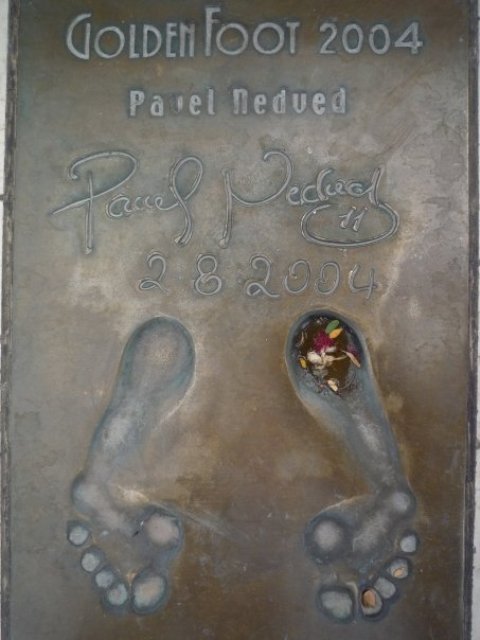 GOLDEN FOOT 2004
Pavel Nedved
Pavel Nedved
11
2 8 2004